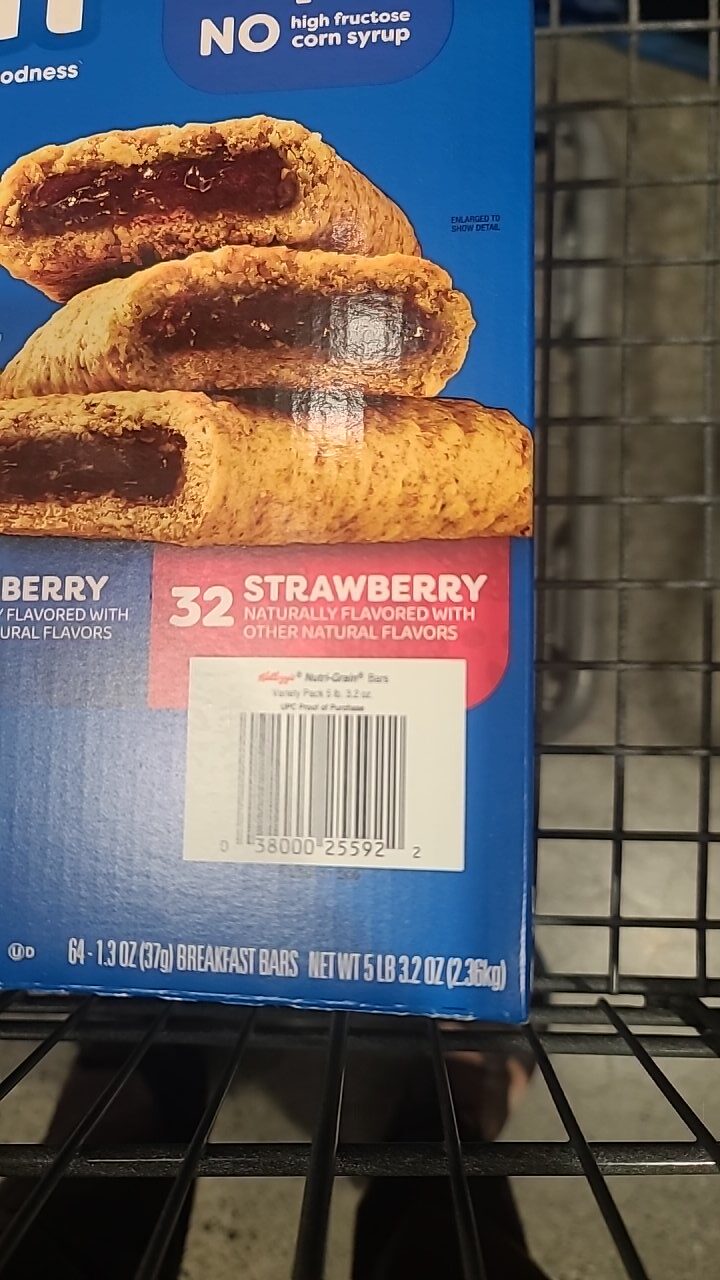 NO high fructose
corn syrup
odness
ENLARGED TO
SHOW DETAIL
BERRY
Y FLAVORED WITH
URAL FLAVORS
32 STRAWBERRY
NATURALLY FLAVORED WITH
OTHER NATURAL FLAVORS
Kellogg's® Nutri-Grain® Bars
Variety Pack 5 lb. 3.2 oz.
UPC Proof of Purchase
0 38000 25592 2
U D
64 - 1.3 OZ (37g) BREAKFAST BARS NET WT 5 LB 3.2 OZ (2.36kg)